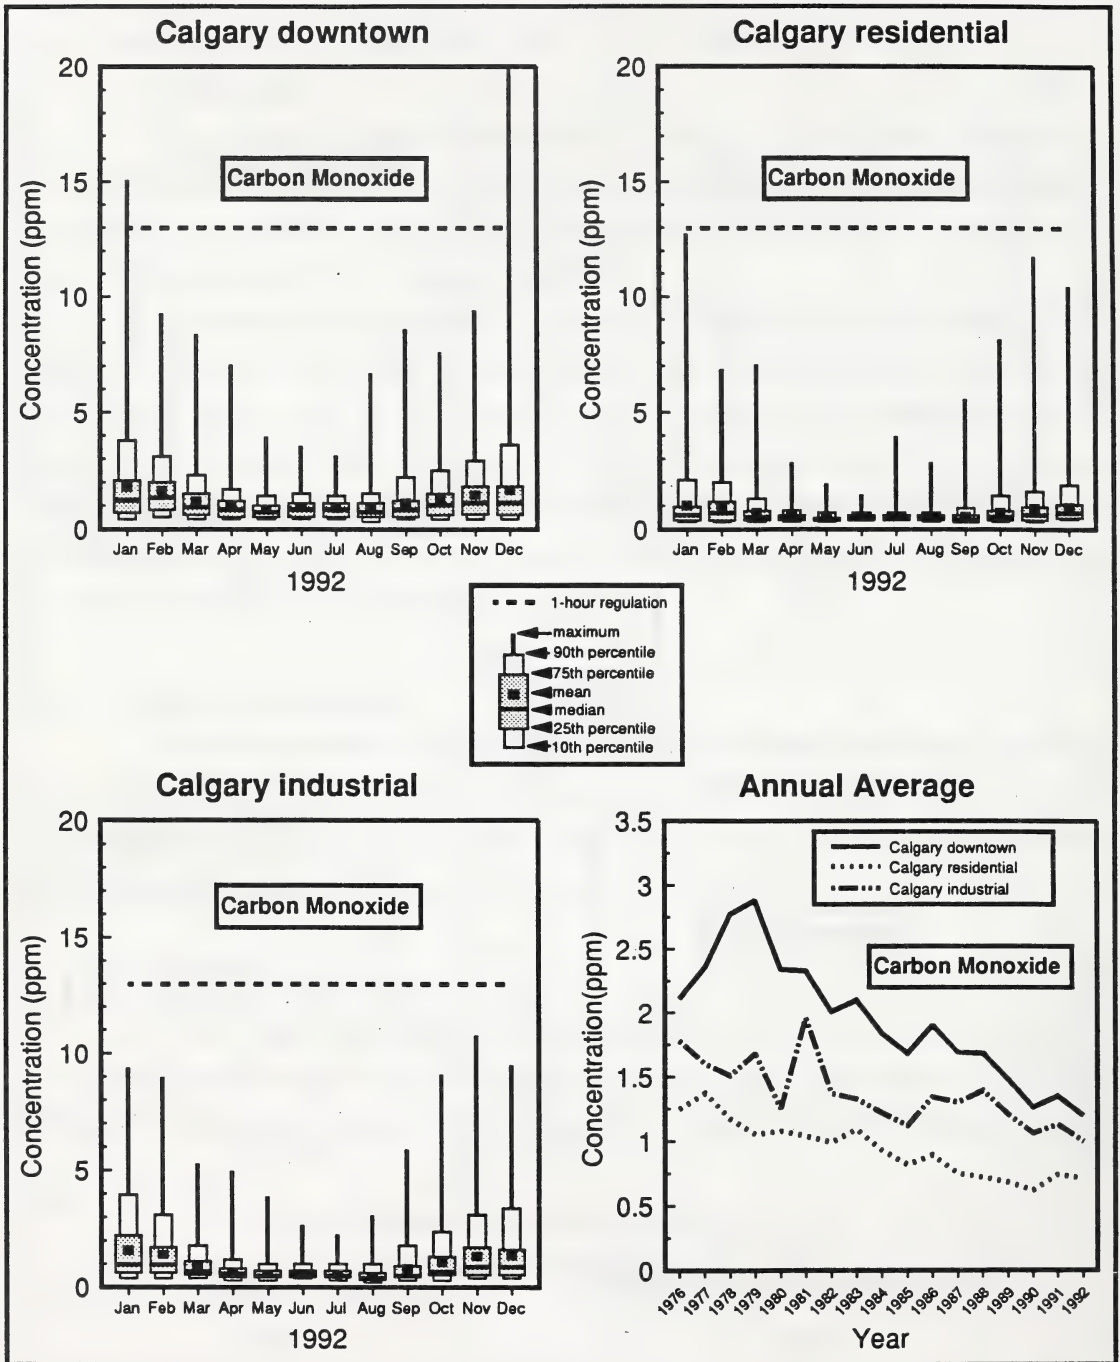 Calgary downtown
20
15
10
5
0
Concentration (ppm)
Carbon Monoxide
Jan Feb Mar Apr May Jun Jul Aug Sep Oct Nov Dec
1992
Calgary residential
20
15
10
5
0
Concentration (ppm)
Carbon Monoxide
Jan Feb Mar Apr May Jun Jul Aug Sep Oct Nov Dec
1992
1-hour regulation
maximum
90th percentile
75th percentile
mean
median
25th percentile
10th percentile
Calgary industrial
20
15
10
5
0
Concentration (ppm)
Carbon Monoxide
Jan Feb Mar Apr May Jun Jul Aug Sep Oct Nov Dec
1992
Annual Average
3.5
3
2.5
2
1.5
1
0.5
0
Concentration(ppm)
Calgary downtown
Calgary residential
Calgary industrial
Carbon Monoxide
1976 1977 1978 1979 1980 1981 1982 1983 1984 1985 1986 1987 1988 1989 1990 1991 1992
Year